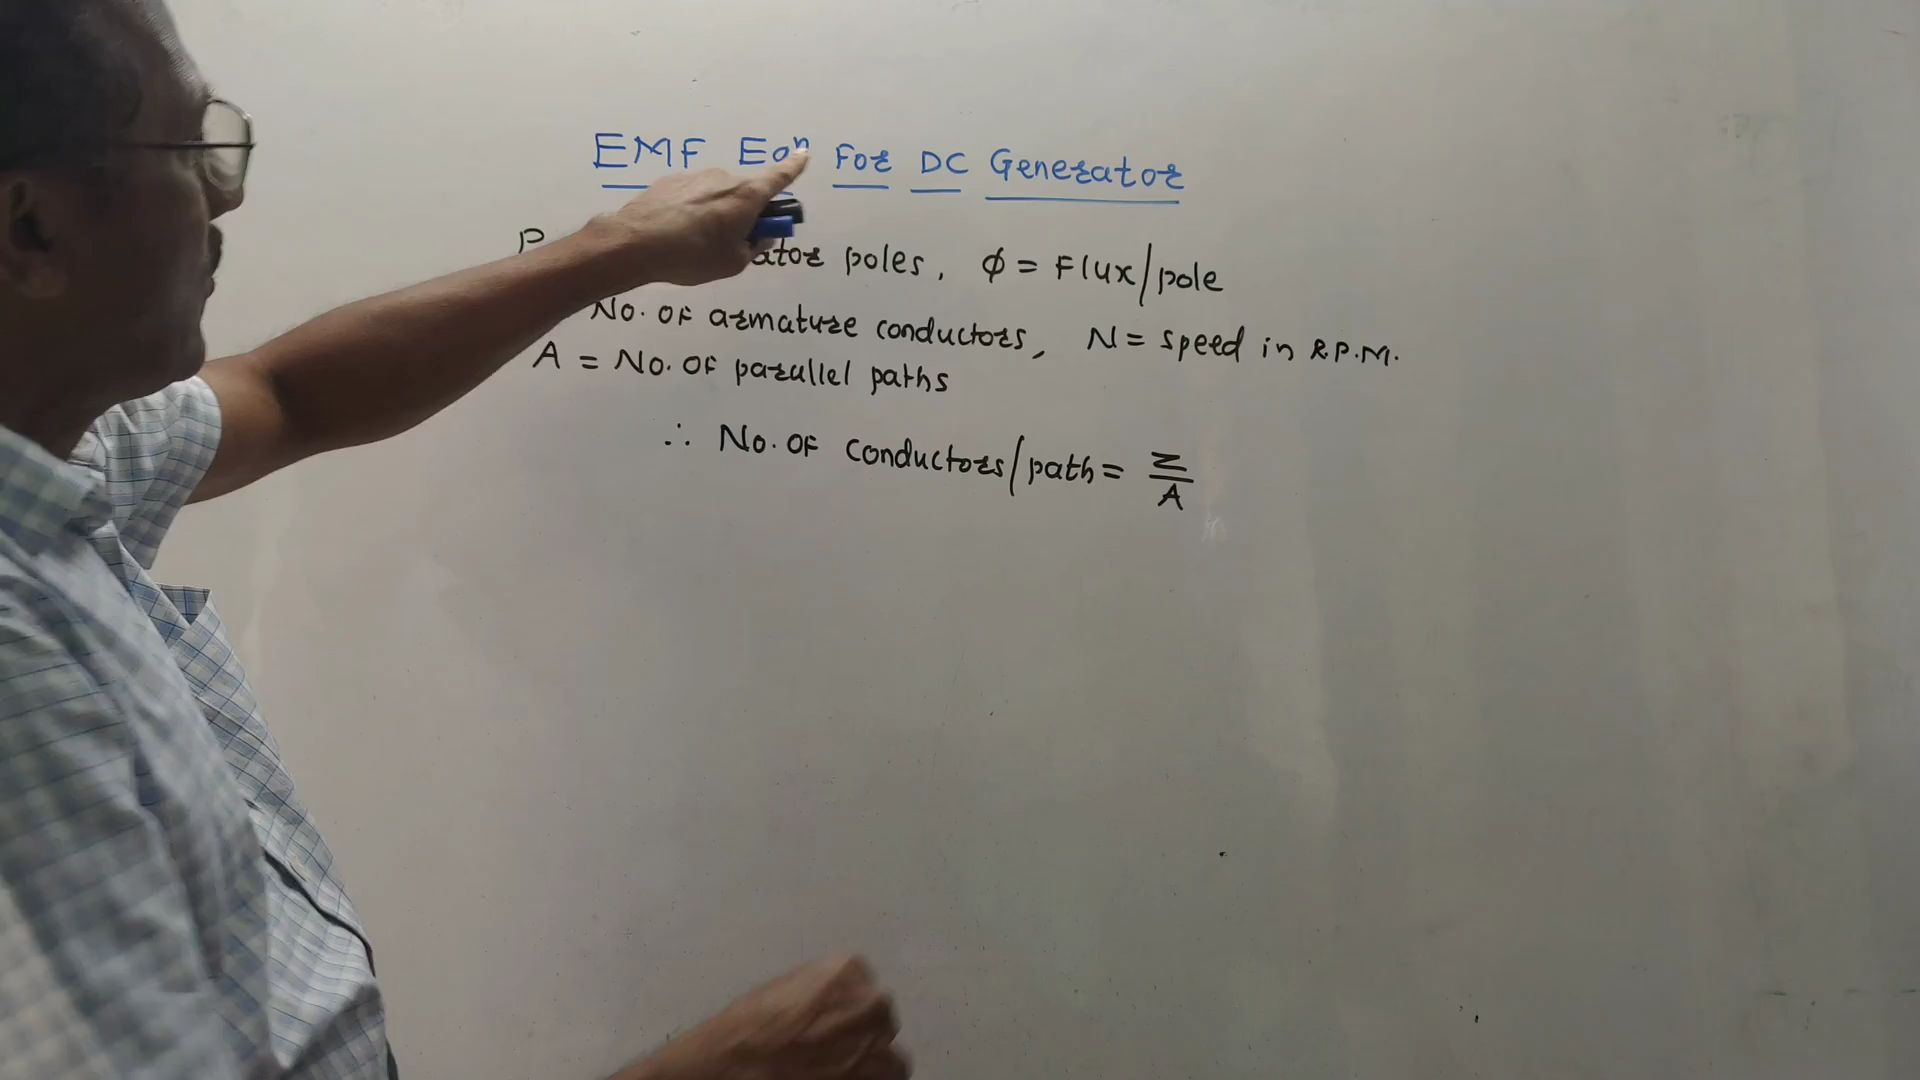 EMF Eqn For DC Generator
P poles, φ = Flux/pole
No. OF armature conductors, N = speed in R.P.M.
A = No. OF parallel paths
∴ No. OF conductors/path = Z/A